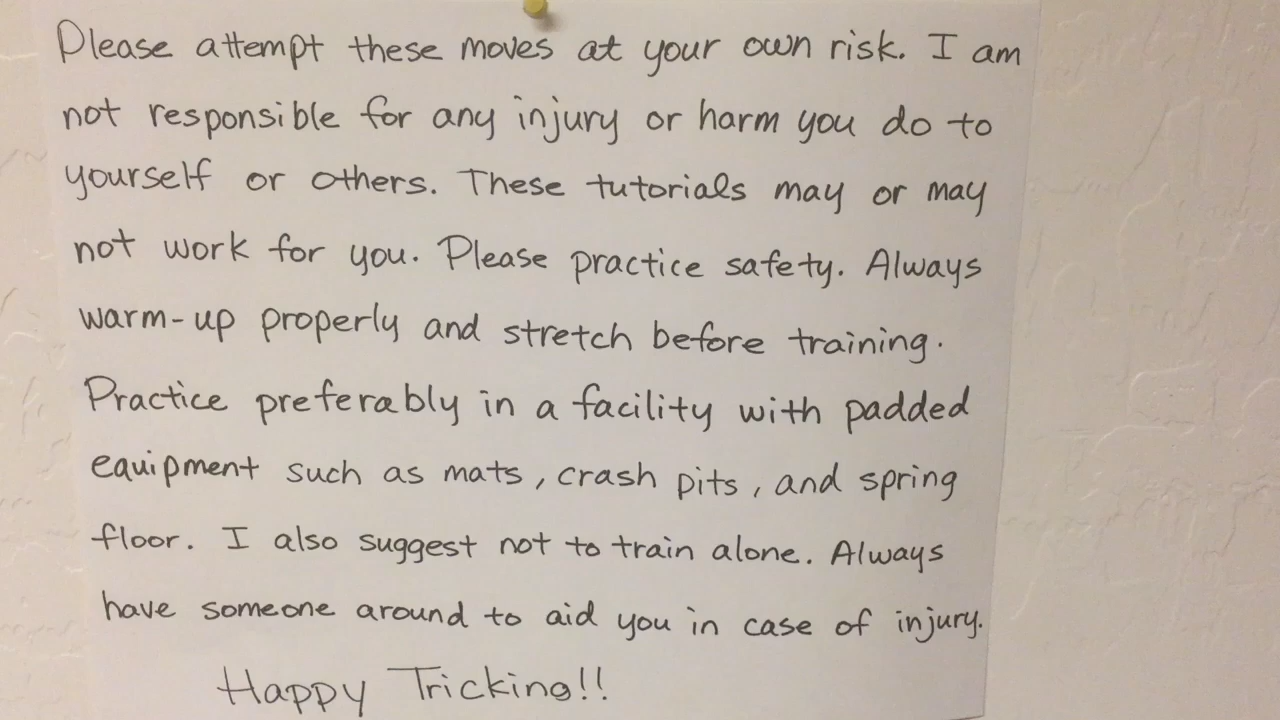 Please attempt these moves at your own risk. I am
not responsible for any injury or harm you do to
yourself or others. These tutorials may or may
not work for you. Please practice safety. Always
warm-up properly and stretch before training.
Practice preferably in a facility with padded
equipment such as mats, crash pits, and spring
floor. I also suggest not to train alone. Always
have someone around to aid you in case of injury.
Happy Tricking!!